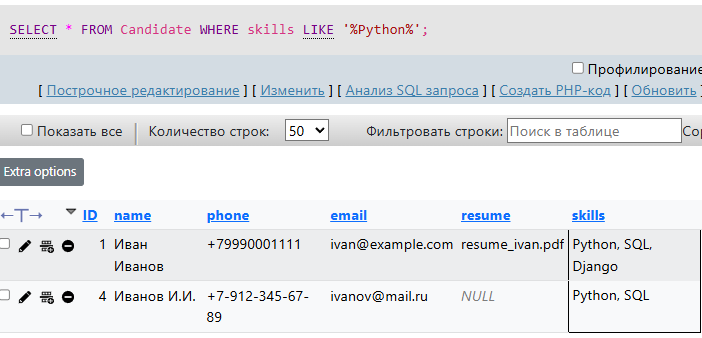 SELECT * FROM Candidate WHERE skills LIKE '%Python%';
Профилирование
[ Построчное редактирование ] [ Изменить ] [ Анализ SQL запроса ] [ Создать PHP-код ] [ Обновить ]
Показать все Количество строк: 50 Фильтровать строки: Поиск в таблице Сор
Extra options
←T→ ID name phone email resume skills
1 Иван +79990001111 ivan@example.com resume_ivan.pdf Python, SQL,
Иванов Django
4 Иванов И.И. +7-912-345-67- ivanov@mail.ru NULL Python, SQL
89